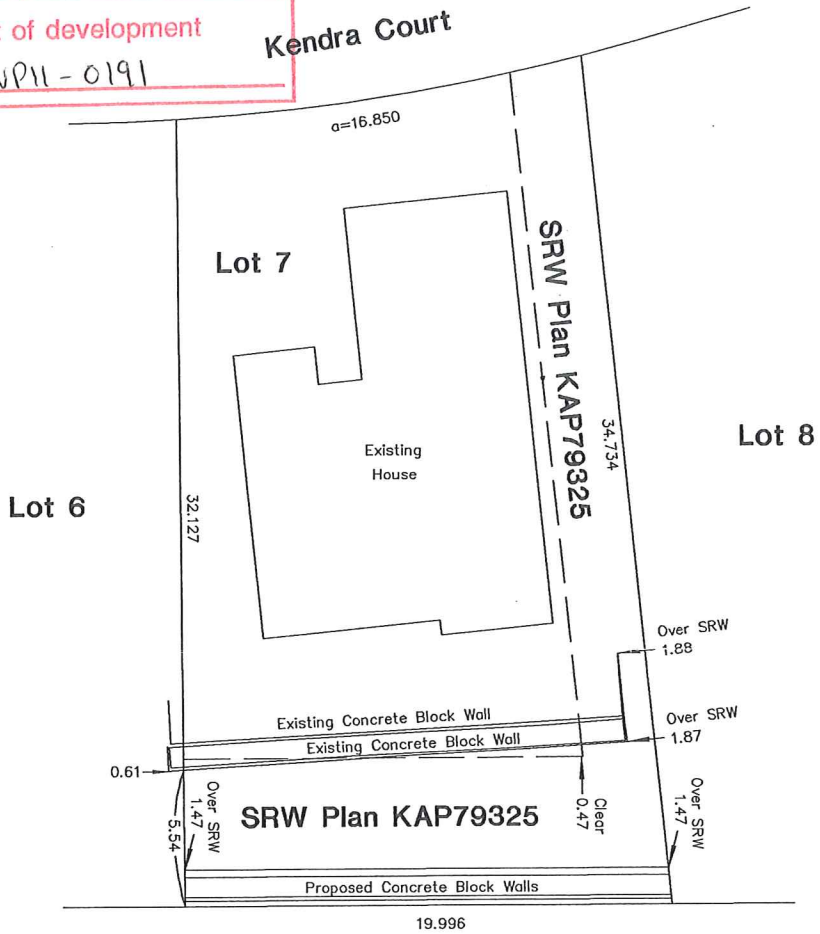 of development
0191
Kendra Court
a=16.850
Lot 7
SRW Plan KAP79325
34.734
Lot 8
Existing
House
Lot 6
32.127
Over SRW
1.88
Existing Concrete Block Wall
Over SRW
1.87
Existing Concrete Block Wall
0.61
Over SRW
1.47
5.54
SRW Plan KAP79325
Clear
0.47
Over SRW
1.47
Proposed Concrete Block Walls
19.996